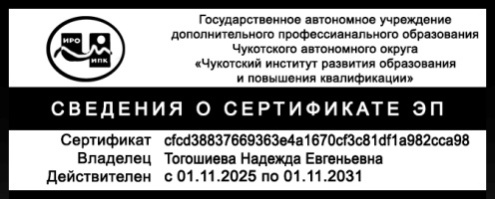 ИРО
ИПК
Государственное автономное учреждение
дополнительного профессианального образования
Чукотского автономного округа
«Чукотский институт развития образования
и повышения квалификации»
СВЕДЕНИЯ О СЕРТИФИКАТЕ ЭП
Сертификат cfcd38837669363e4a1670cf3c81df1a982cca98
Владелец Тогошиева Надежда Евгеньевна
Действителен с 01.11.2025 по 01.11.2031